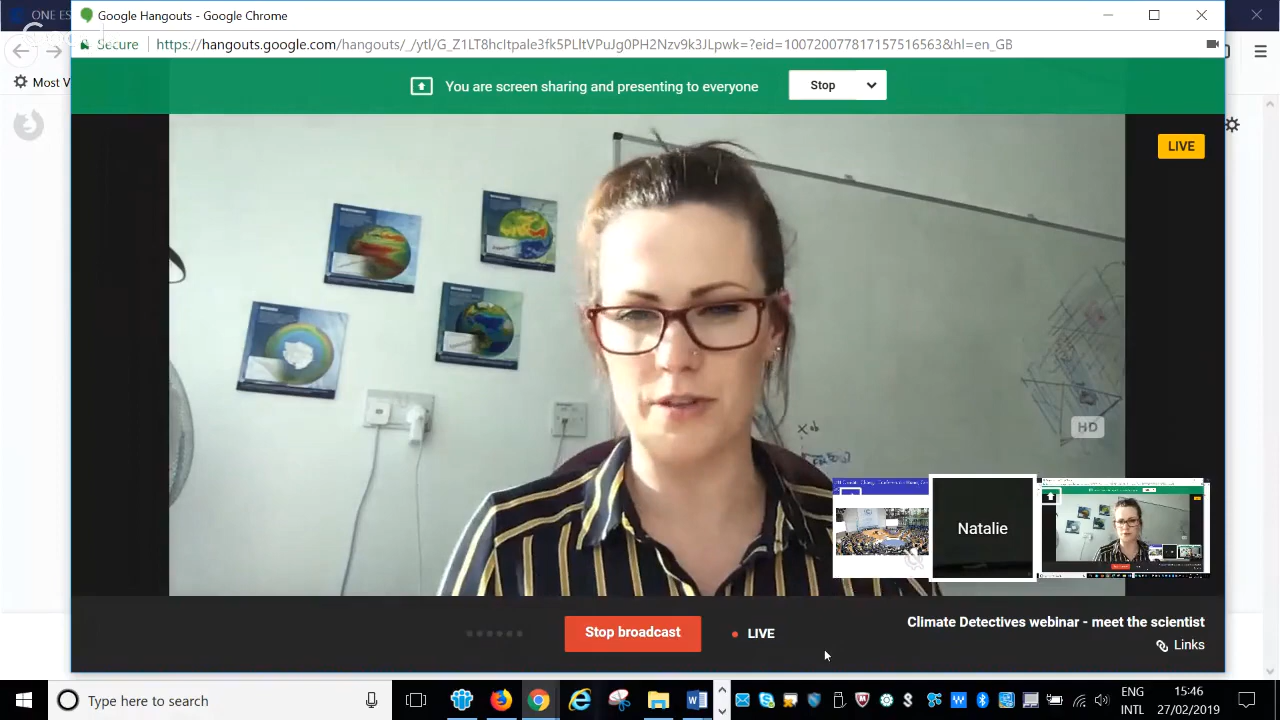 ONE ES
Google Hangouts - Google Chrome
Secure
https://hangouts.google.com/hangouts/_/ytl/G_Z1LT8hcHpale3fk5PLltVPuJg0PH2Nzv9k3JLpwk=?eid=100720077817157516563&hl=en_GB
Most V
You are screen sharing and presenting to everyone
Stop
LIVE
HD
Natalie
Stop broadcast
LIVE
Climate Detectives webinar - meet the scientist
Links
Type here to search
ENG
INTL
15:46
27/02/2019